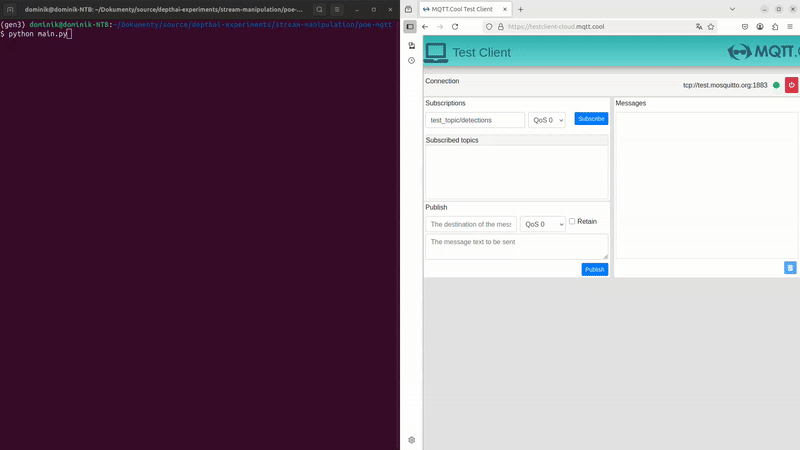 dominik@dominik-NTB: ~/Dokumenty/source/depthai-experiments/stream-manipulation/poe-...
(gen3) dominik@dominik-NTB:~/Dokumenty/source/depthai-experiments/stream-manipulation/poe-mqtt
$ python main.py
MQTT.Cool Test Client
https://testclient-cloud.mqtt.cool
Test Client
MQTT.COO
Connection
tcp://test.mosquitto.org:1883
Subscriptions
test_topic/detections
QoS 0
Subscribe
Subscribed topics
Publish
The destination of the mess
QoS 0
Retain
The message text to be sent
Publish
Messages